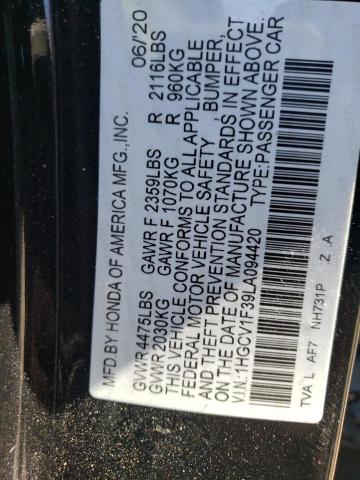 MFD BY HONDA OF AMERICA MFG.,INC. 06/'20
GVWR 4475LBS GAWR F 2359LBS R 2116LBS
GVWR 2030KG GAWR F 1070KG R 960KG
THIS VEHICLE CONFORMS TO ALL APPLICABLE
FEDERAL MOTOR VEHICLE SAFETY , BUMPER,
AND THEFT PREVENTION STANDARDS IN EFFECT
ON THE DATE OF MANUFACTURE SHOWN ABOVE.
V.I.N:1HGCV1F39LA094420 TYPE:PASSENGER CAR
TVA L -AF7 NH731P Z A